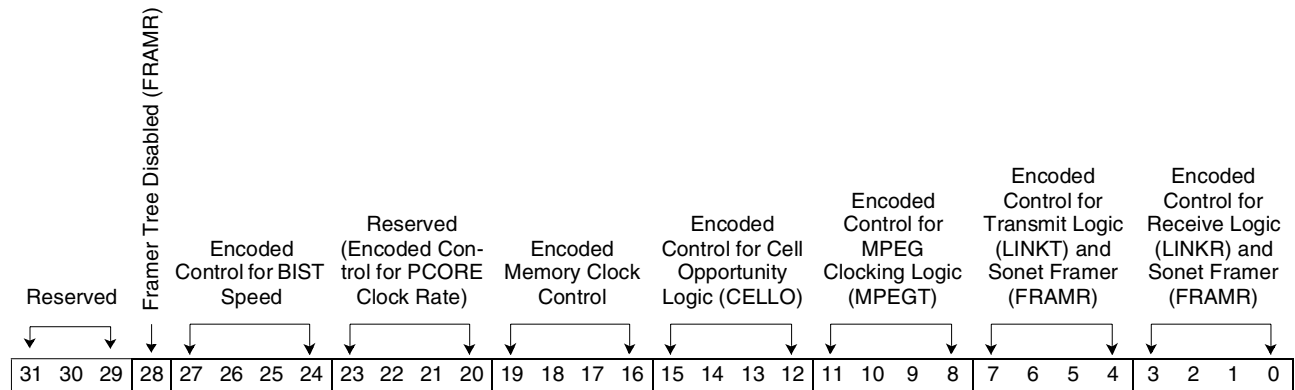 Reserved
Framer Tree Disabled (FRAMR)
Encoded
Control for BIST
Speed
Reserved
(Encoded Con-
trol for PCORE
Clock Rate)
Encoded
Memory Clock
Control
Encoded
Control for Cell
Opportunity
Logic (CELLO)
Encoded
Control for
MPEG
Clocking Logic
(MPEGT)
Encoded
Control for
Transmit Logic
(LINKT) and
Sonet Framer
(FRAMR)
Encoded
Control for
Receive Logic
(LINKR) and
Sonet Framer
(FRAMR)
31 30 29 28 27 26 25 24 23 22 21 20 19 18 17 16 15 14 13 12 11 10 9 8 7 6 5 4 3 2 1 0